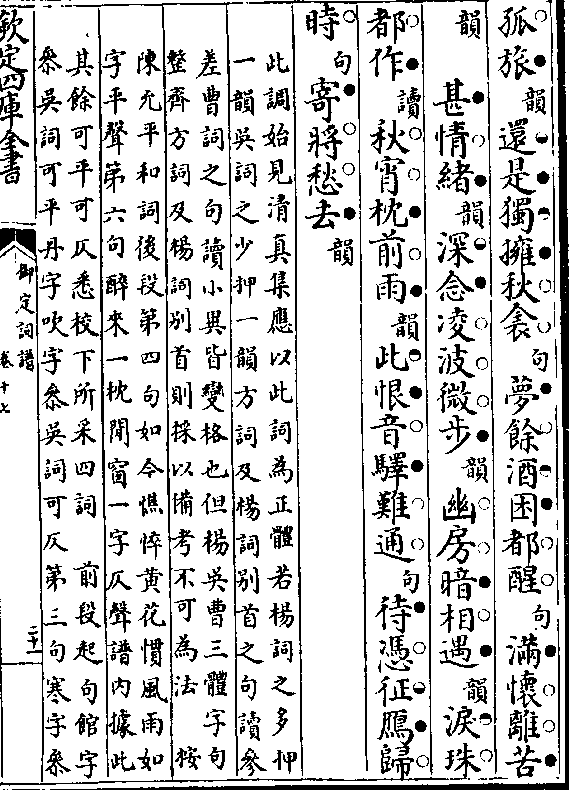 孤旅韻還是獨擁秋衾句夢餘酒困都醒句滿懷離苦
韻甚情緒韻深念凌波微步韻幽房暗相遇韻淚珠
都作讀秋宵枕前雨韻此恨音驛難通句待憑征鴈歸
時句寄將愁去韻
此調始見清真集應以此詞為正體若楊詞之多押
一韻吳詞之少押一韻方詞及楊詞别首之句讀參
差曹詞之句讀小異皆變格也但楊吳曹三體字句
整齊方詞及楊詞别首則採以備考不可為法 按
陳允平和詞後段第四句如今憔悴黄花慣風雨如
字平聲第六句醉來一枕閒窗一字仄聲譜内據此
其餘可平可仄悉校下所采四詞 前段起句館字
叅吳詞可平丹字吹字叅吳詞可仄第三句寒字叅
欽定四庫全書
御定詞譜
卷十七
二十